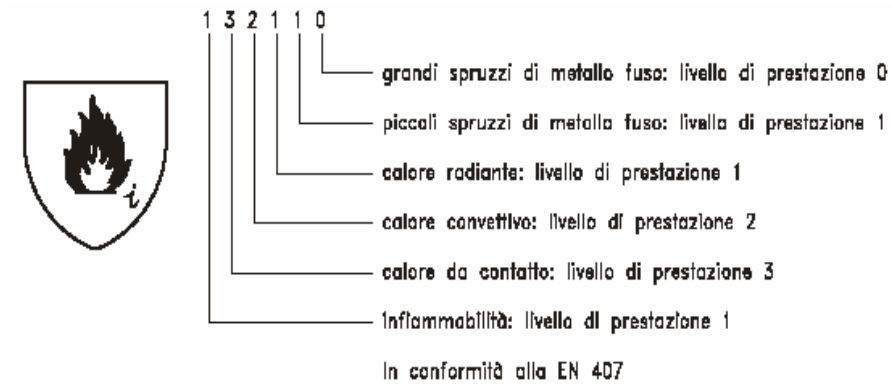 1 3 2 1 1 0
grandi spruzzi di metallo fuso: livello di prestazione 0
piccoli spruzzi di metallo fuso: livello di prestazione 1
calore radiante: livello di prestazione 1
calore convettivo: livello di prestazione 2
calore da contatto: livello di prestazione 3
infiammabilità: livello di prestazione 1
In conformità alla EN 407
i